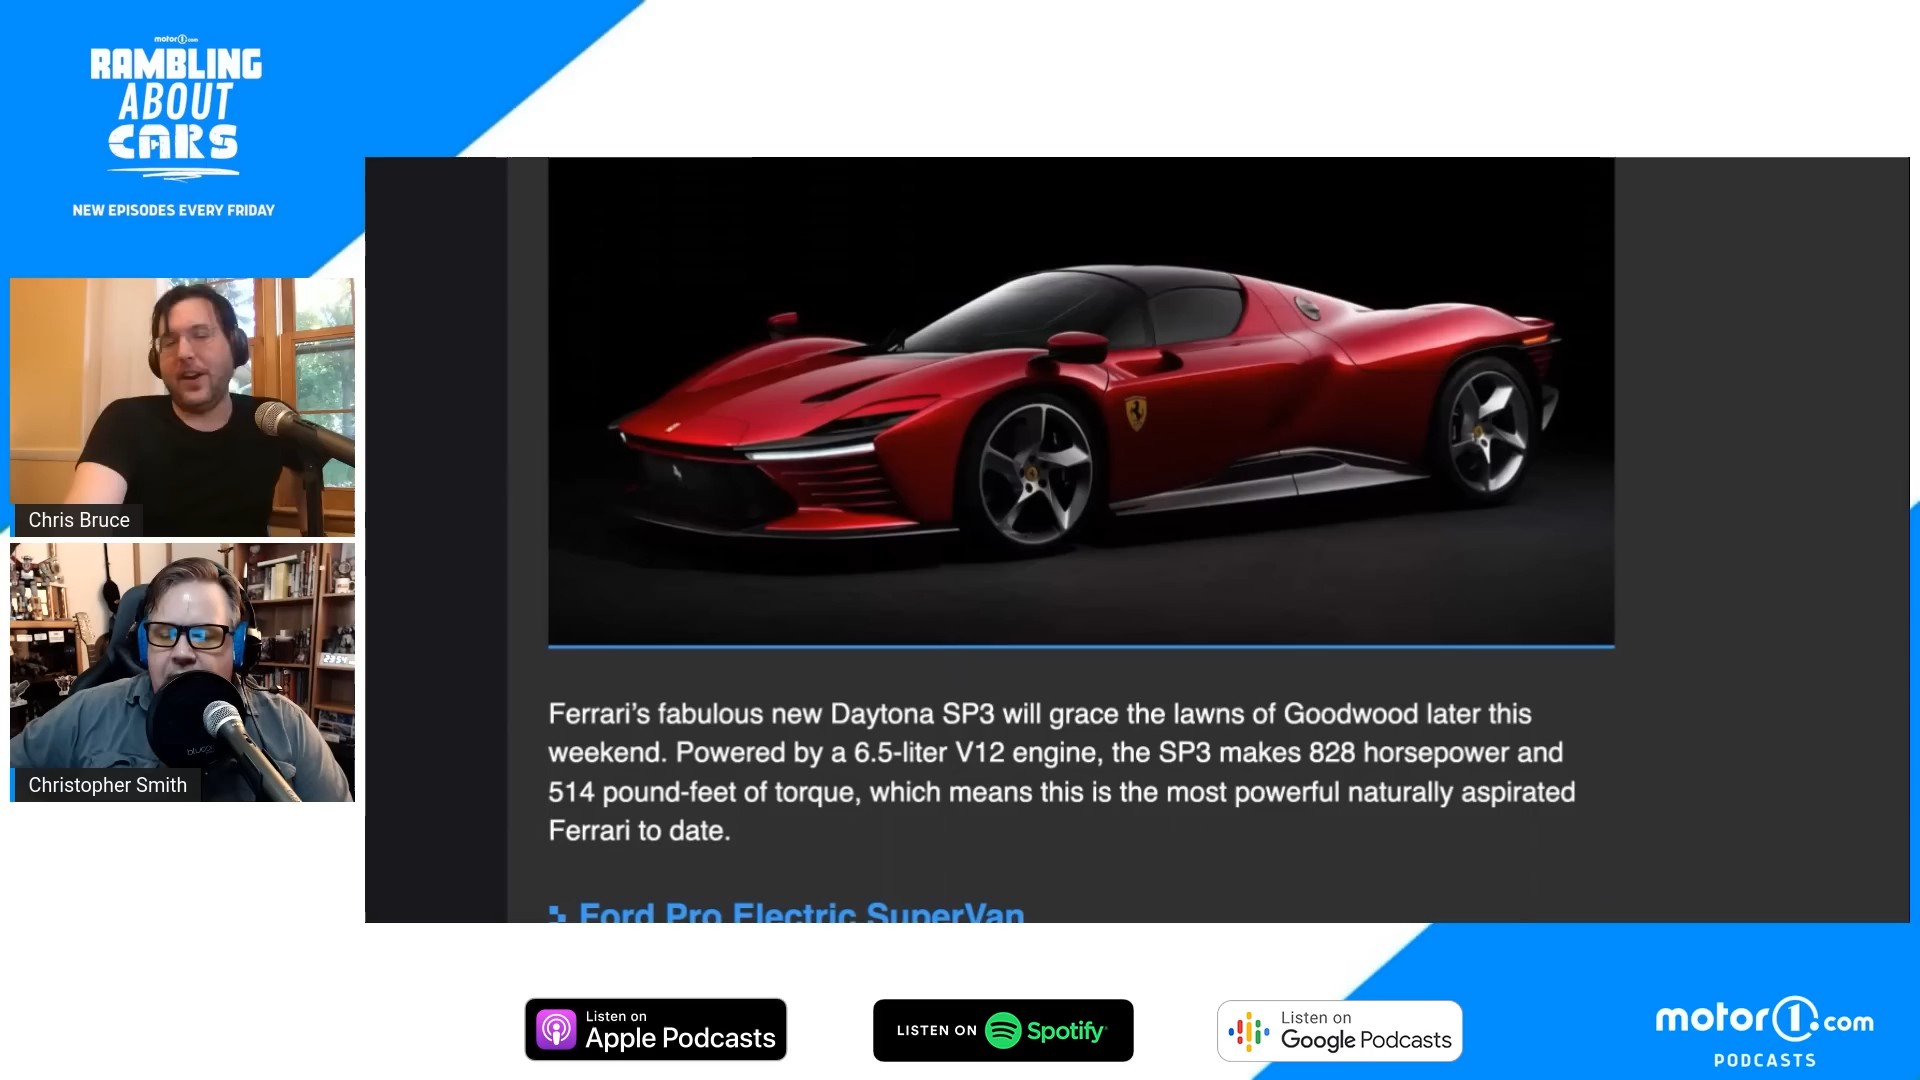 motor1.com
RAMBLING
ABOUT
CARS
NEW EPISODES EVERY FRIDAY
Chris Bruce
Christopher Smith
Ferrari’s fabulous new Daytona SP3 will grace the lawns of Goodwood later this
weekend. Powered by a 6.5-liter V12 engine, the SP3 makes 828 horsepower and
514 pound-feet of torque, which means this is the most powerful naturally aspirated
Ferrari to date.
Ford Pro Electric SuperVan
Listen on
Apple Podcasts
LISTEN ON Spotify
Listen on
Google Podcasts
motor1.com
PODCASTS